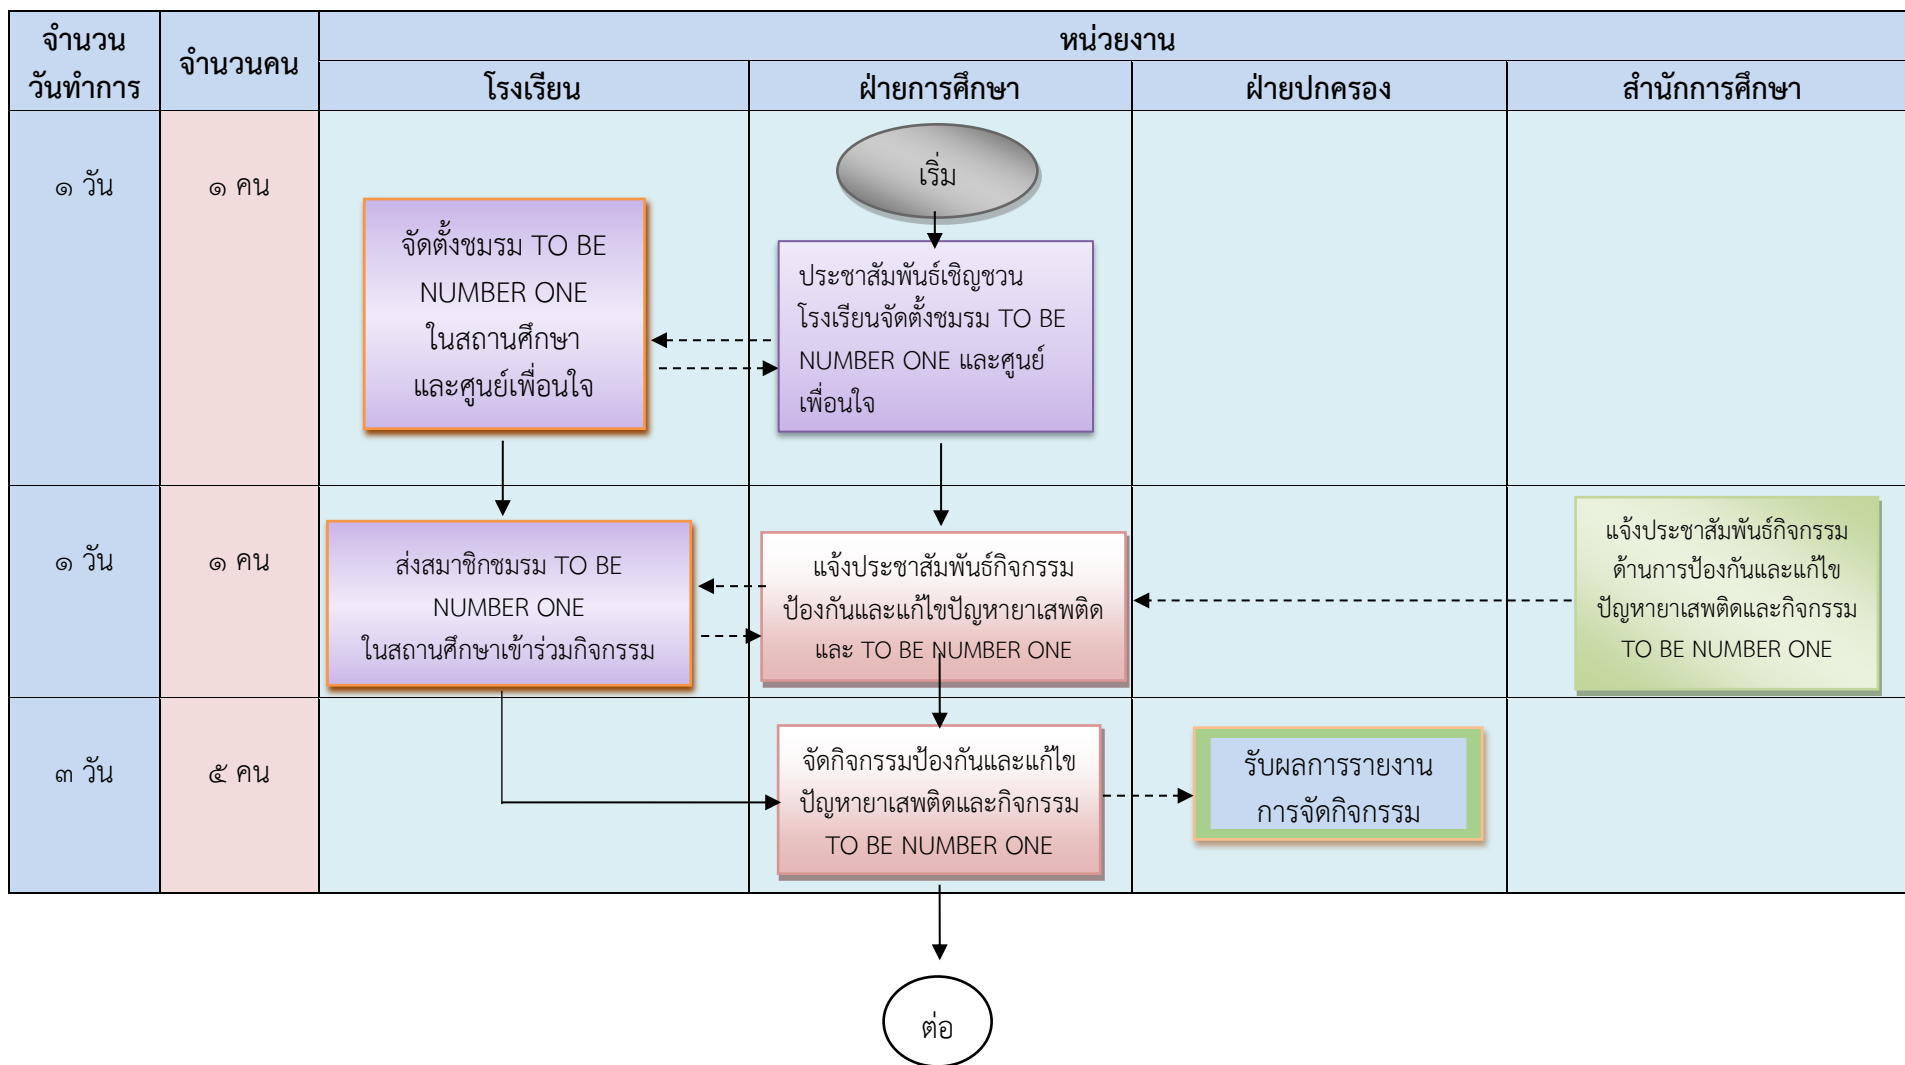 จำนวน
วันทำการ
จำนวนคน
หน่วยงาน
โรงเรียน
ฝ่ายการศึกษา
ฝ่ายปกครอง
สำนักการศึกษา
๑ วัน
๑ คน
จัดตั้งชมรม TO BE
NUMBER ONE
ในสถานศึกษา
และศูนย์เพื่อนใจ
เริ่ม
ประชาสัมพันธ์เชิญชวน
โรงเรียนจัดตั้งชมรม TO BE
NUMBER ONE และศูนย์
เพื่อนใจ
๑ วัน
๑ คน
ส่งสมาชิกชมรม TO BE
NUMBER ONE
ในสถานศึกษาเข้าร่วมกิจกรรม
แจ้งประชาสัมพันธ์กิจกรรม
ป้องกันและแก้ไขปัญหายาเสพติด
และ TO BE NUMBER ONE
แจ้งประชาสัมพันธ์กิจกรรม
ด้านการป้องกันและแก้ไข
ปัญหายาเสพติดและกิจกรรม
TO BE NUMBER ONE
๓ วัน
๕ คน
จัดกิจกรรมป้องกันและแก้ไข
ปัญหายาเสพติดและกิจกรรม
TO BE NUMBER ONE
รับผลการรายงาน
การจัดกิจกรรม
ต่อ